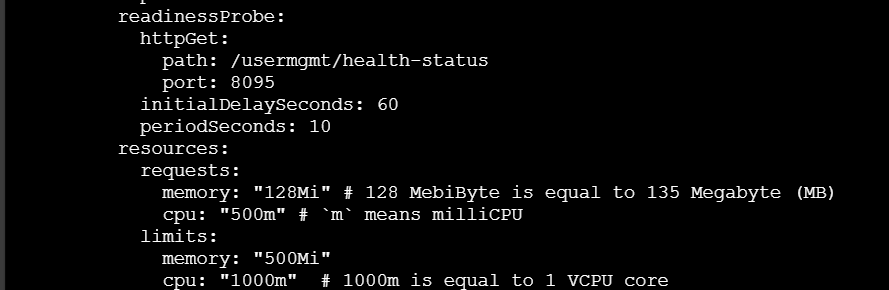 readinessProbe:
httpGet:
path: /usermgmt/health-status
port: 8095
initialDelaySeconds: 60
periodSeconds: 10
resources:
requests:
memory: "128Mi" # 128 MebiByte is equal to 135 Megabyte (MB)
cpu: "500m" # `m` means milliCPU
limits:
memory: "500Mi"
cpu: "1000m"  # 1000m is equal to 1 VCPU core